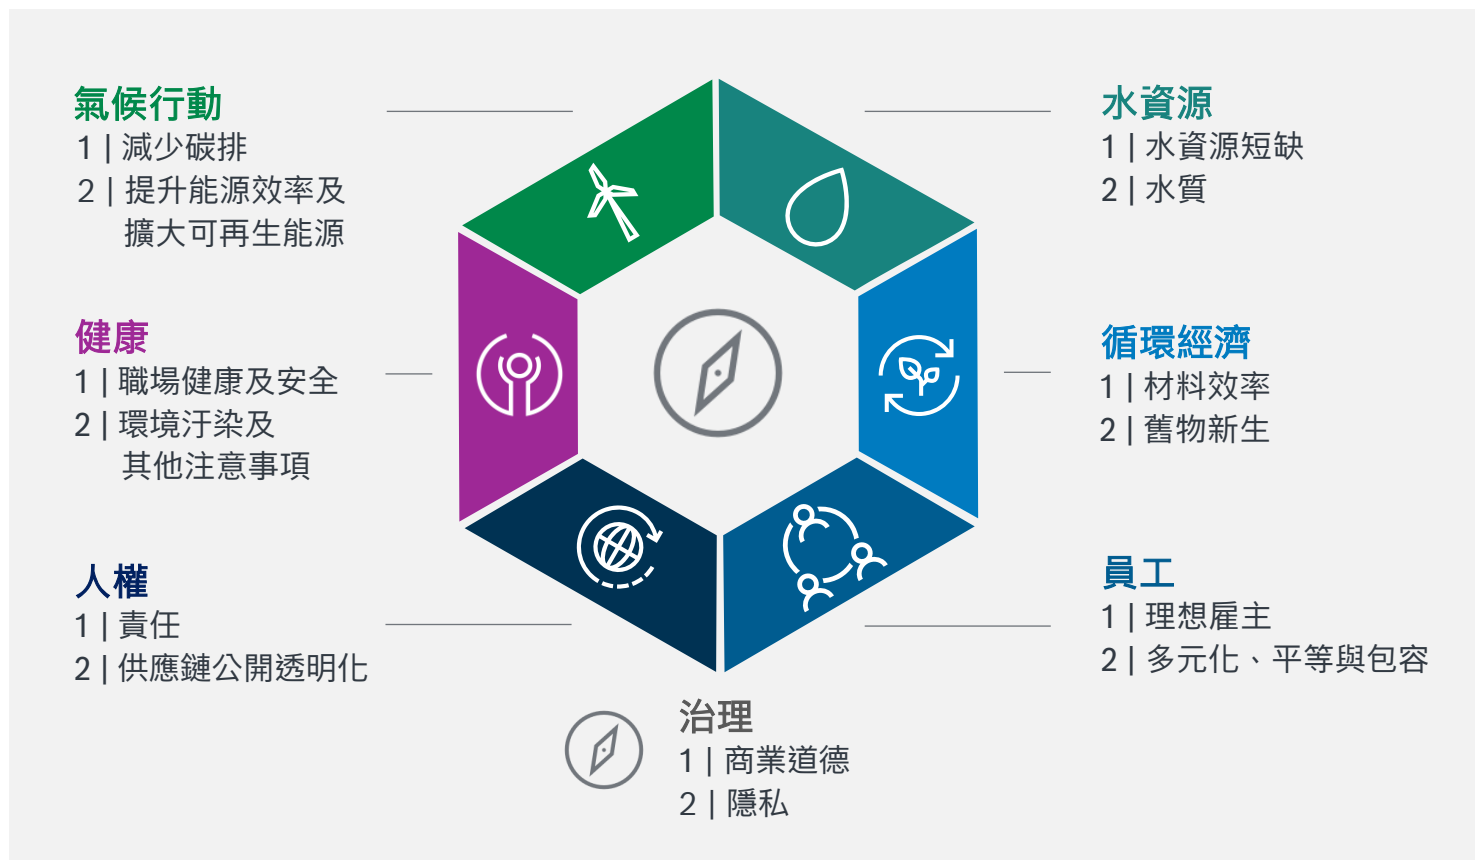 氣候行動
1 | 減少碳排
2 | 提升能源效率及
擴大可再生能源
水資源
1 | 水資源短缺
2 | 水質
健康
1 | 職場健康及安全
2 | 環境汙染及
其他注意事項
循環經濟
1 | 材料效率
2 | 舊物新生
人權
1 | 責任
2 | 供應鏈公開透明化
員工
1 | 理想雇主
2 | 多元化、平等與包容
治理
1 | 商業道德
2 | 隱私